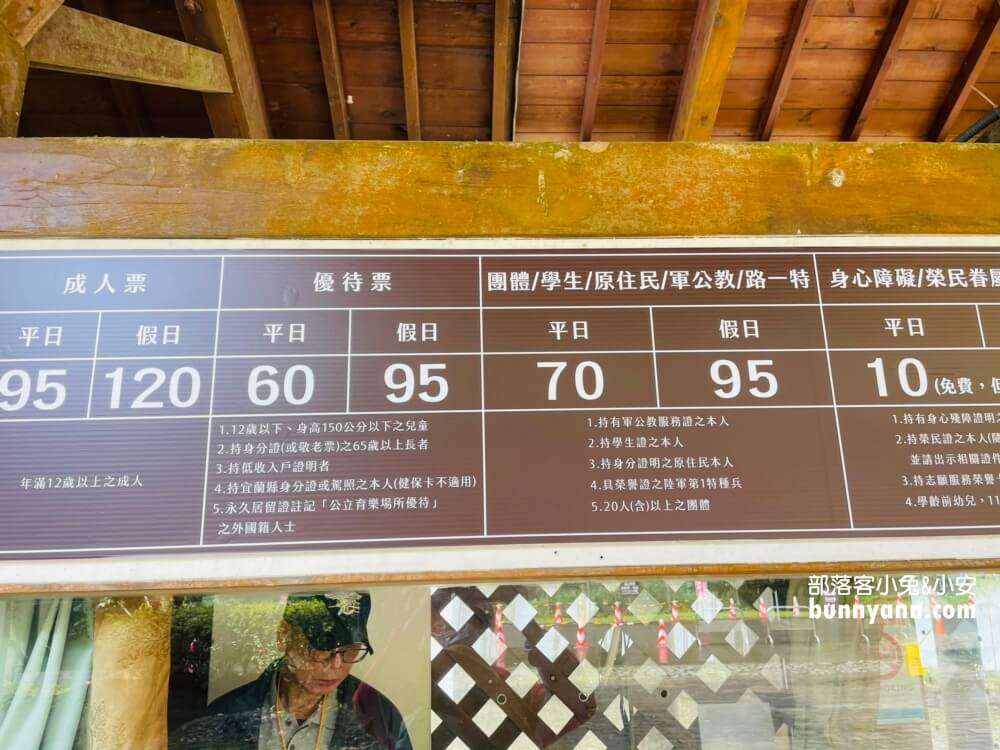 成人票 優待票 團體/學生/原住民/軍公教/路一特 身心障礙/榮民眷
平日 假日 平日 假日 平日 假日 平日
95 120 60 95 70 95 10(免費,但
年滿12歲以上之成人
1.12歲以下、身高150公分以下之兒童
2.持身分證(或敬老票)之65歲以上長者
3.持低收入戶證明者
4.持宜蘭縣身分證或駕照之本人(健保卡不適用)
5.永久居留證註記「公立育樂場所優待」
之外國籍人士
1.持有軍公教服務證之本人
2.持學生證之本人
3.持身分證明之原住民本人
4.具榮譽證之陸軍第1特種兵
5.20人(含)以上之團體
1.持有身心殘障證明
2.持榮民證之本人(
並請出示相關證件
3.持志願服務榮譽
4.學齡前幼兒,11
部落客小兔&小安
bunnyann.com